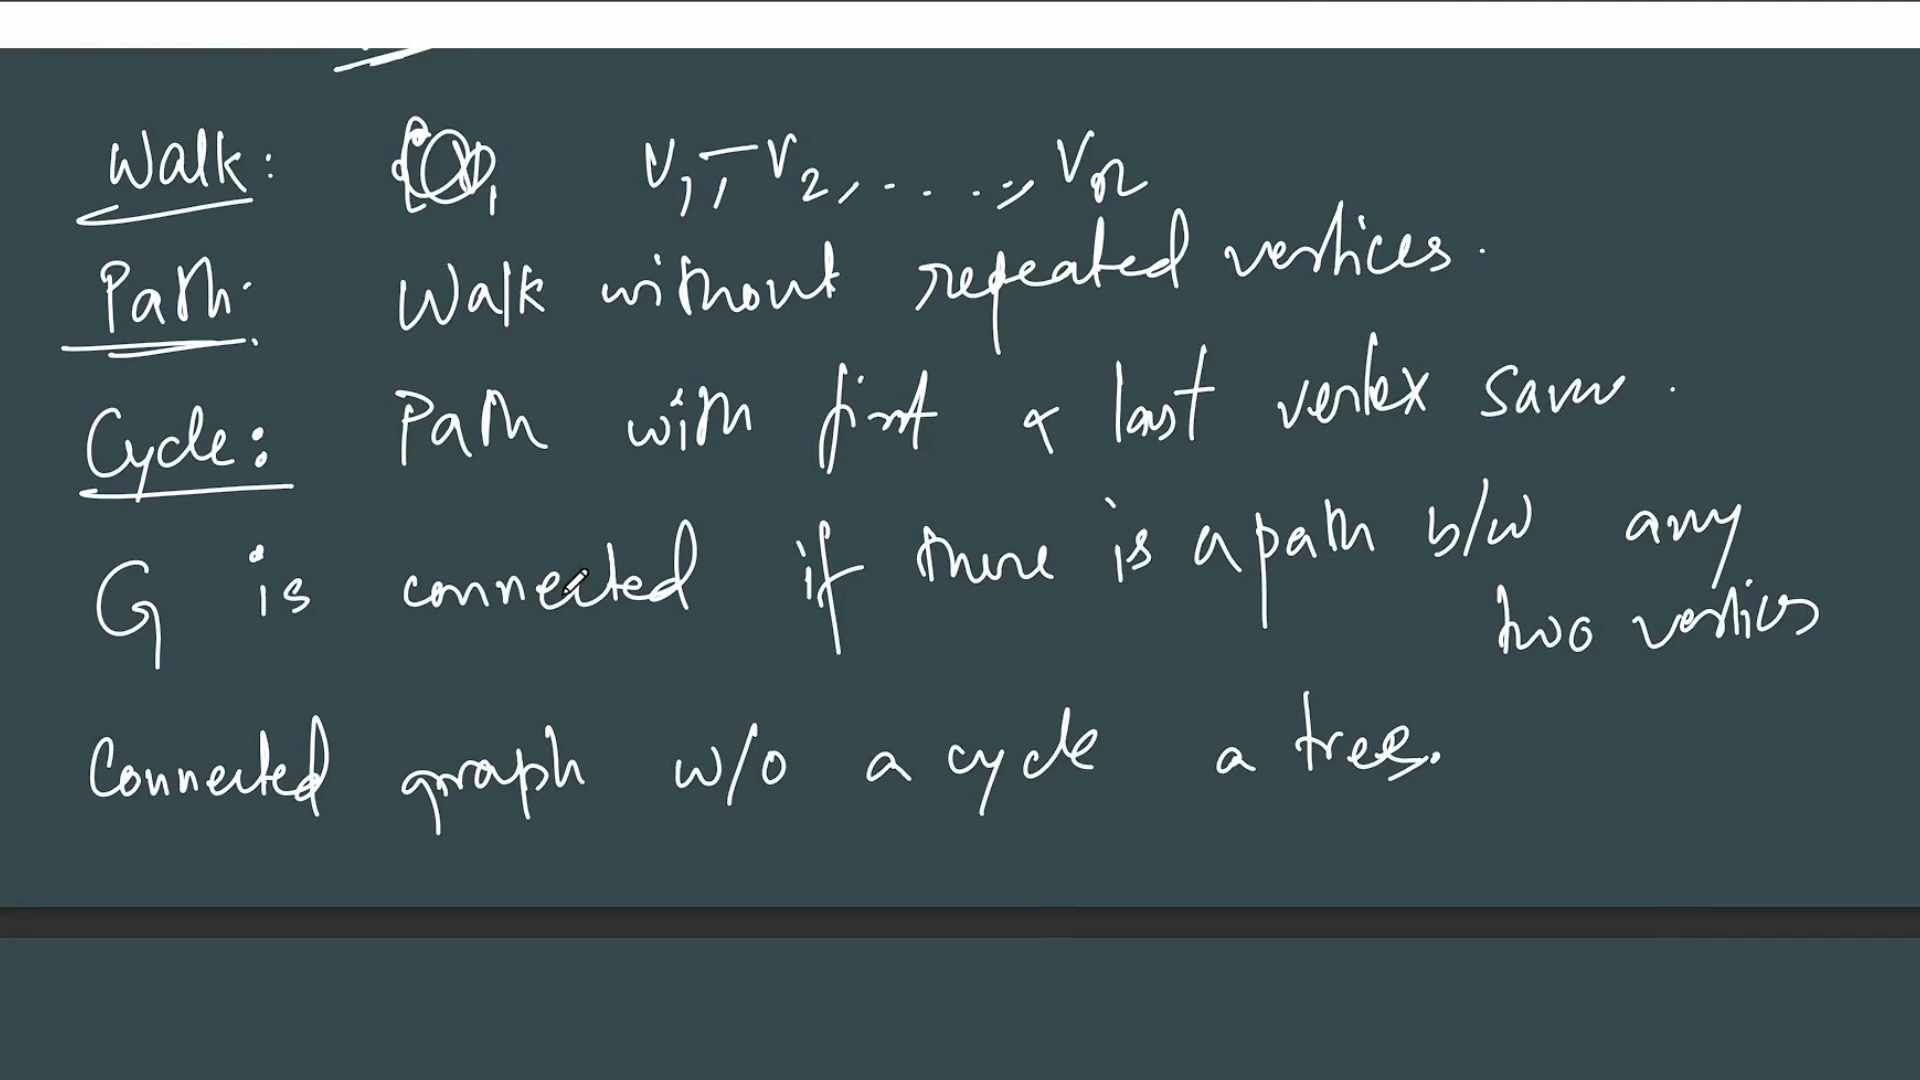 Walk: v1, v2, ...., vn
Path: Walk without repeated vertices.
Cycle: Path with first & last vertex same.
G is connected if there is a path b/w any
two vertices
Connected graph w/o a cycle a tree.